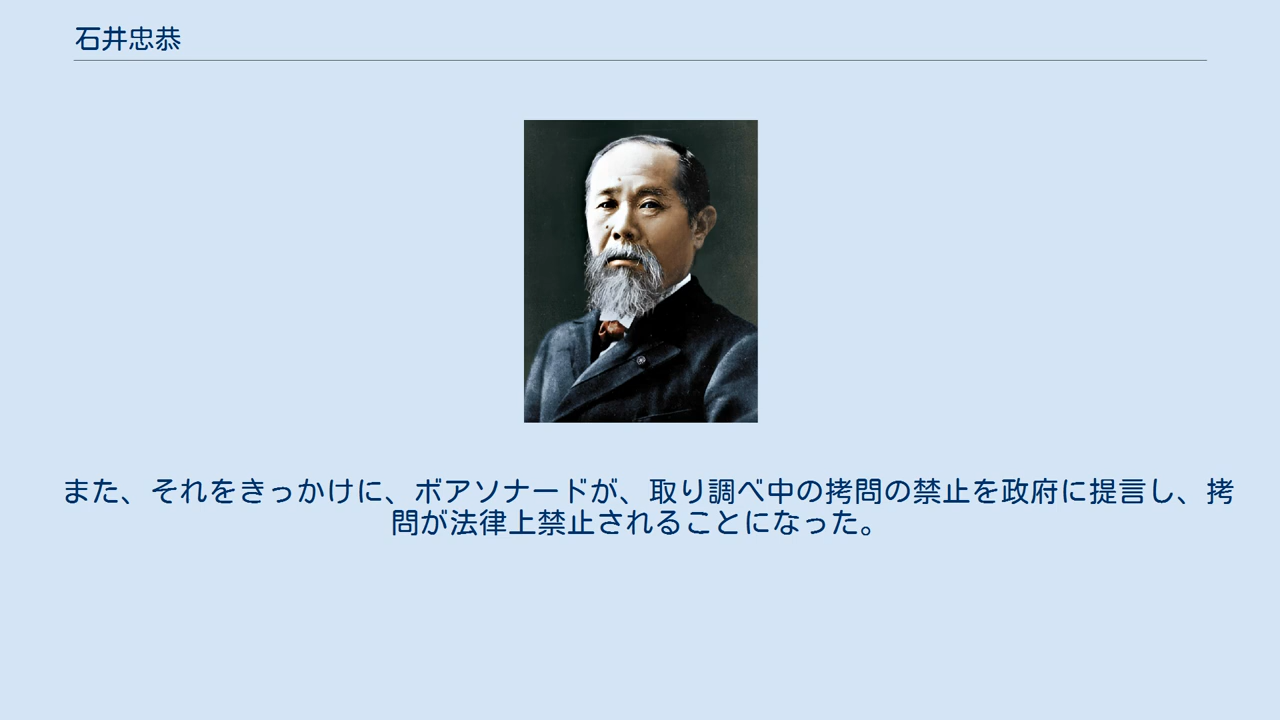 石井忠恭
また、それをきっかけに、ボアソナードが、取り調べ中の拷問の禁止を政府に提言し、拷
問が法律上禁止されることになった。